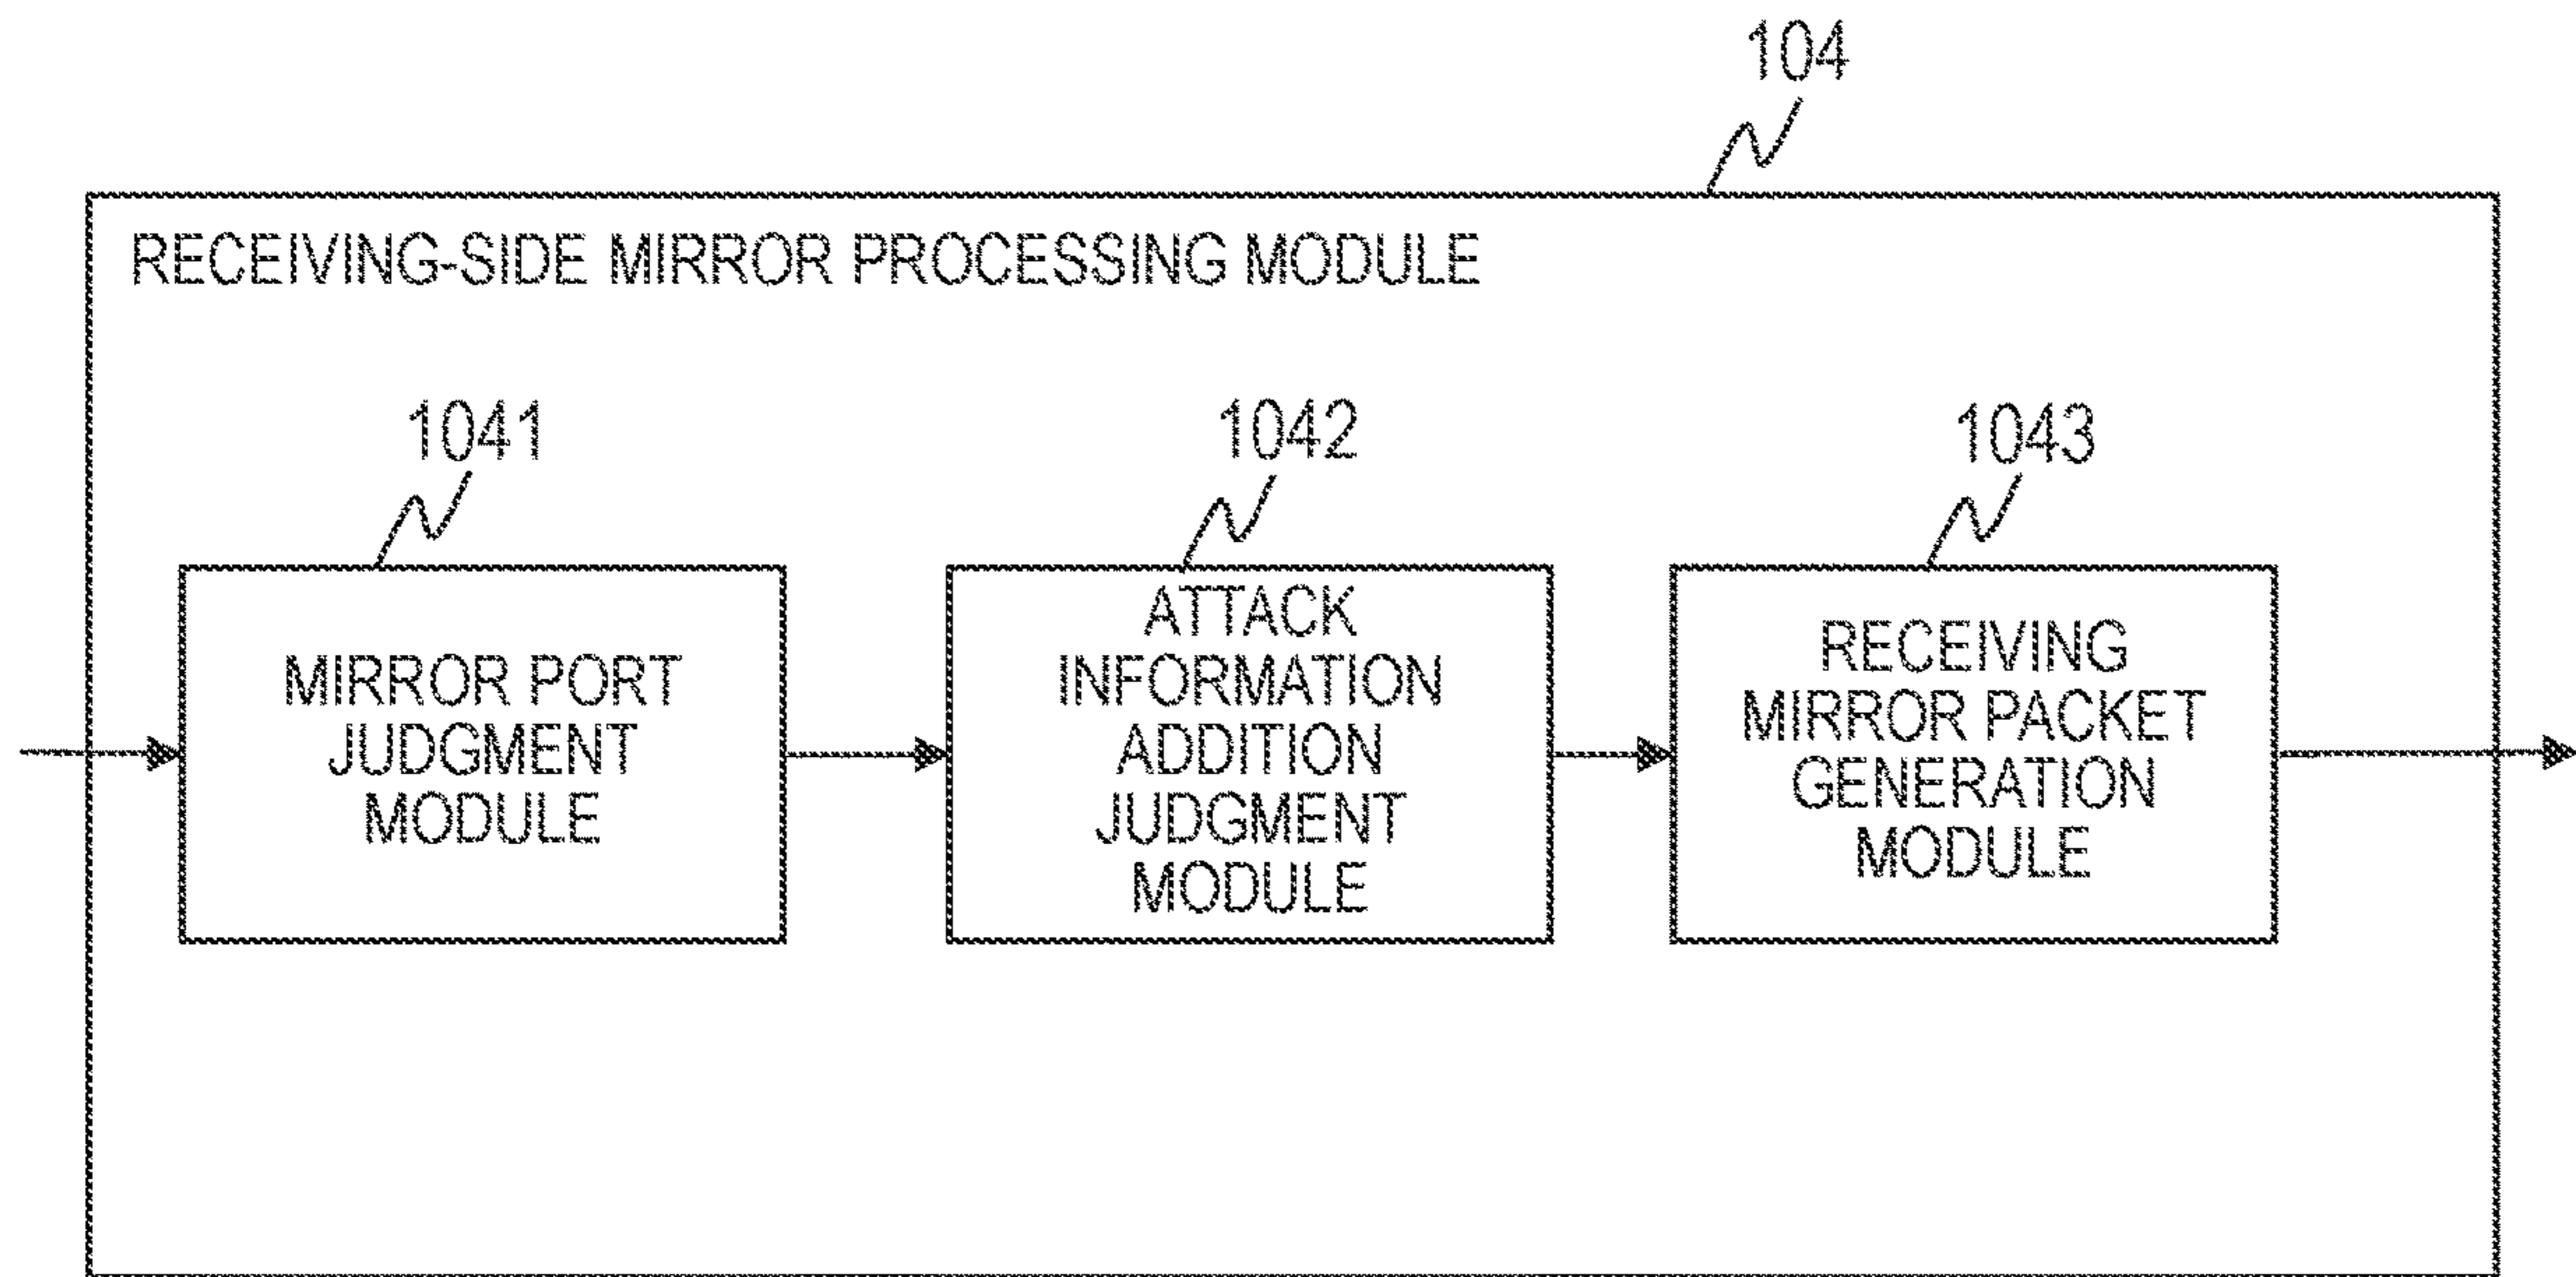 104
RECEIVING-SIDE MIRROR PROCESSING MODULE
1041
1042
1043
MIRROR PORT
JUDGMENT
MODULE
ATTACK
INFORMATION
ADDITION
JUDGMENT
MODULE
RECEIVING
MIRROR PACKET
GENERATION
MODULE